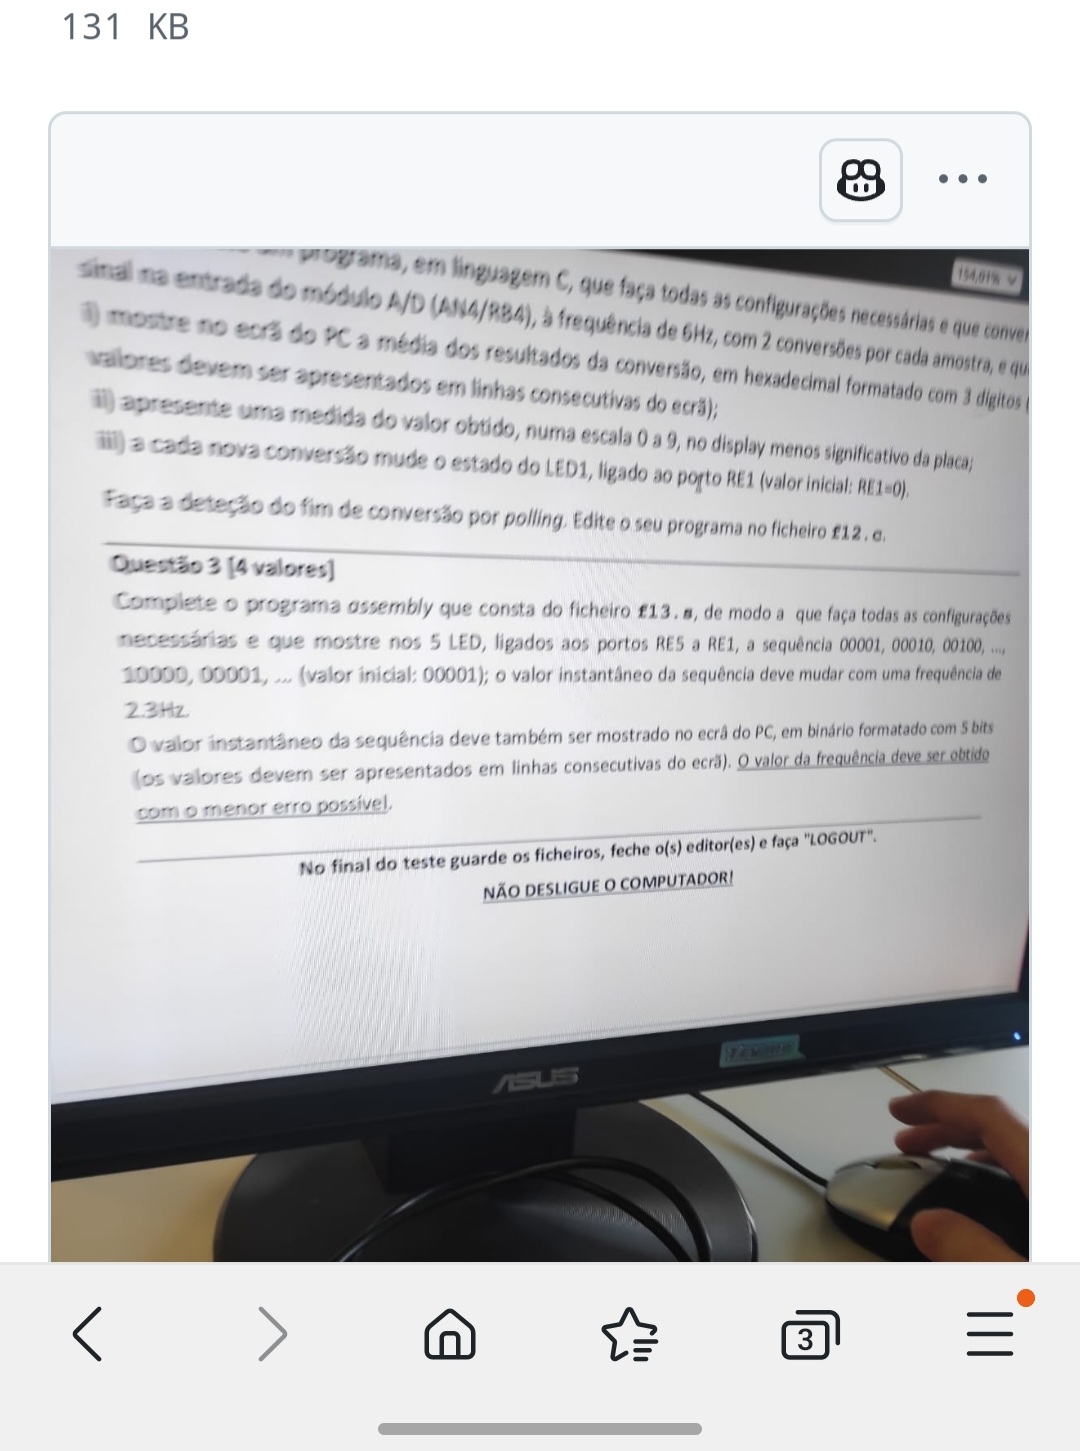 131 KB
154,01%
programa, em linguagem C, que faça todas as configurações necessárias e que conver
sinal na entrada do módulo A/D (AN4/RB4), à frequência de 6Hz, com 2 conversões por cada amostra, e qu
i) mostre no ecrã do PC a média dos resultados da conversão, em hexadecimal formatado com 3 digitos (
valores devem ser apresentados em linhas consecutivas do ecrã);
ii) apresente uma medida do valor obtido, numa escala 0 a 9, no display menos significativo da placa;
iii) a cada nova conversão mude o estado do LED1, ligado ao porto RE1 (valor inicial: RE1=0).
Faça a deteção do fim de conversão por polling. Edite o seu programa no ficheiro f12.c.
Questão 3 [4 valores]
Complete o programa assembly que consta do ficheiro f13.s, de modo a que faça todas as configurações
necessárias e que mostre nos 5 LED, ligados aos portos RE5 a RE1, a sequência 00001, 00010, 00100, ...,
10000, 00001, ... (valor inicial: 00001); o valor instantâneo da sequência deve mudar com uma frequência de
2.3Hz.
O valor instantâneo da sequência deve também ser mostrado no ecrã do PC, em binário formatado com 5 bits
(os valores devem ser apresentados em linhas consecutivas do ecrã). O valor da frequência deve ser obtido
com o menor erro possível.
No final do teste guarde os ficheiros, feche o(s) editor(es) e faça "LOGOUT".
NÃO DESLIGUE O COMPUTADOR!
ASUS
3